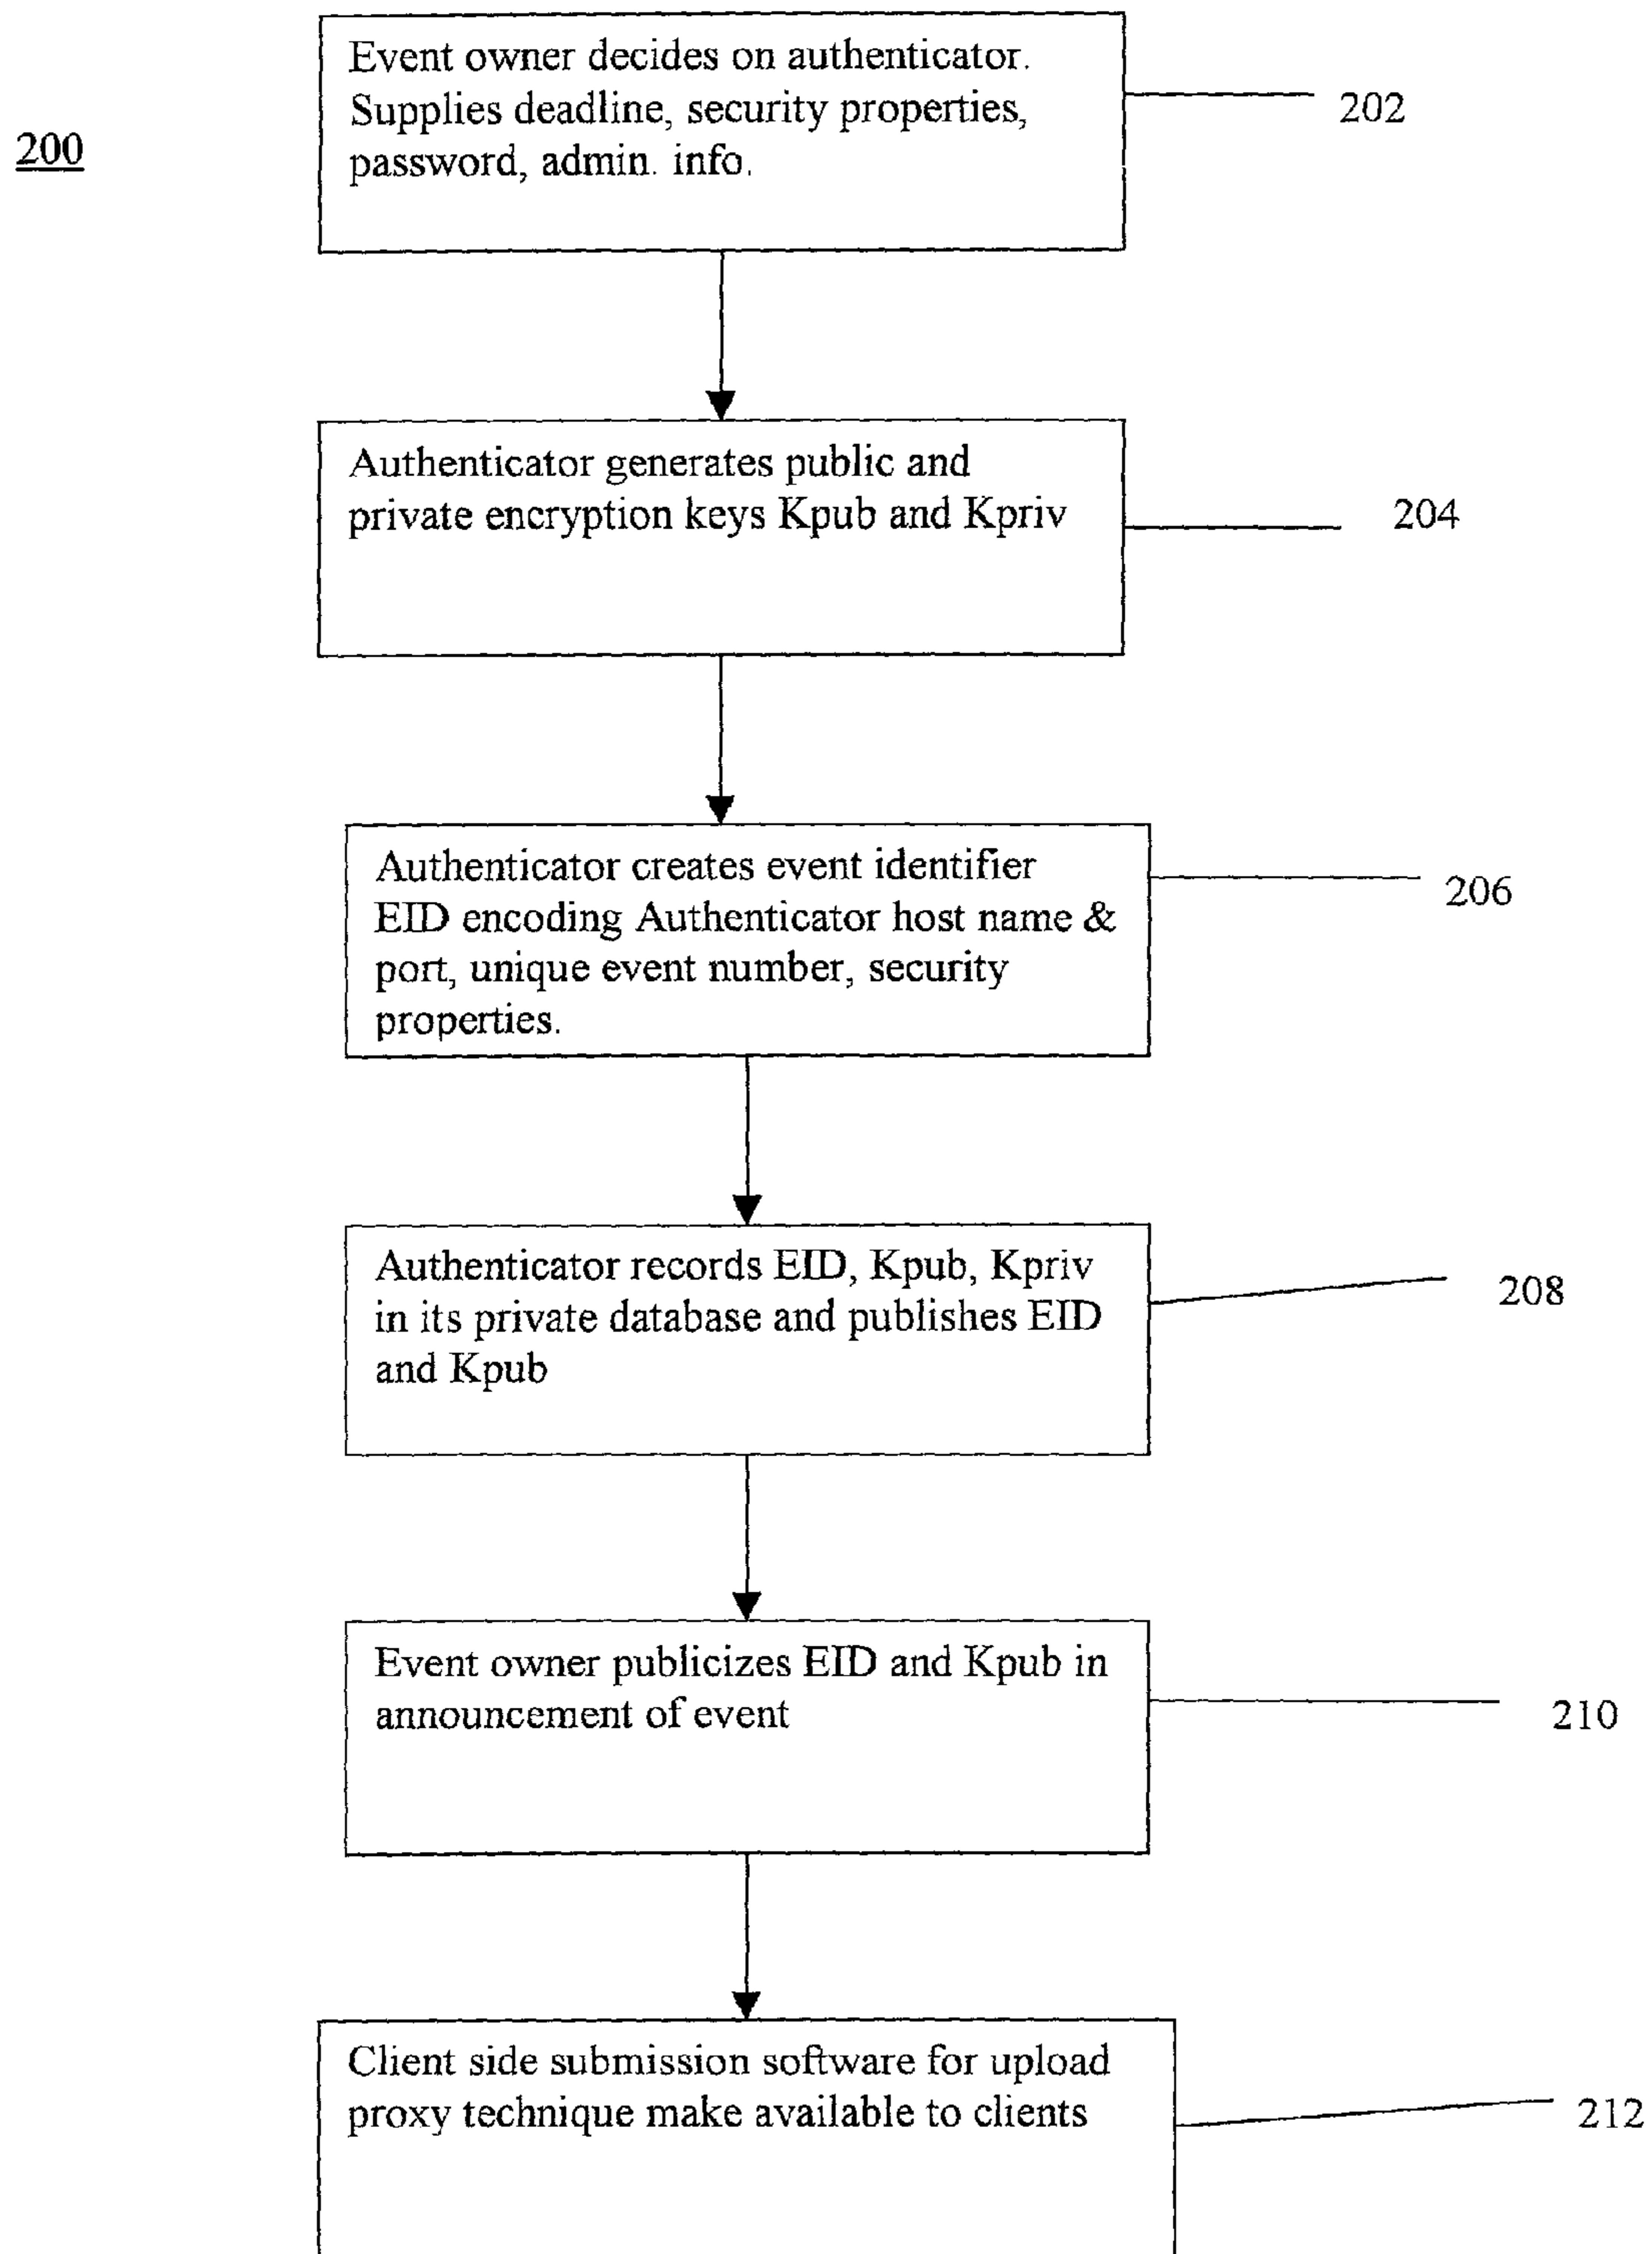 Event owner decides on authenticator.
Supplies deadline, security properties,
password, admin. info.
202
200
Authenticator generates public and
private encryption keys Kpub and Kpriv
204
Authenticator creates event identifier
EID encoding Authenticator host name &
port, unique event number, security
properties.
206
Authenticator records EID, Kpub, Kpriv
in its private database and publishes EID
and Kpub
208
Event owner publicizes EID and Kpub in
announcement of event
210
Client side submission software for upload
proxy technique make available to clients
212